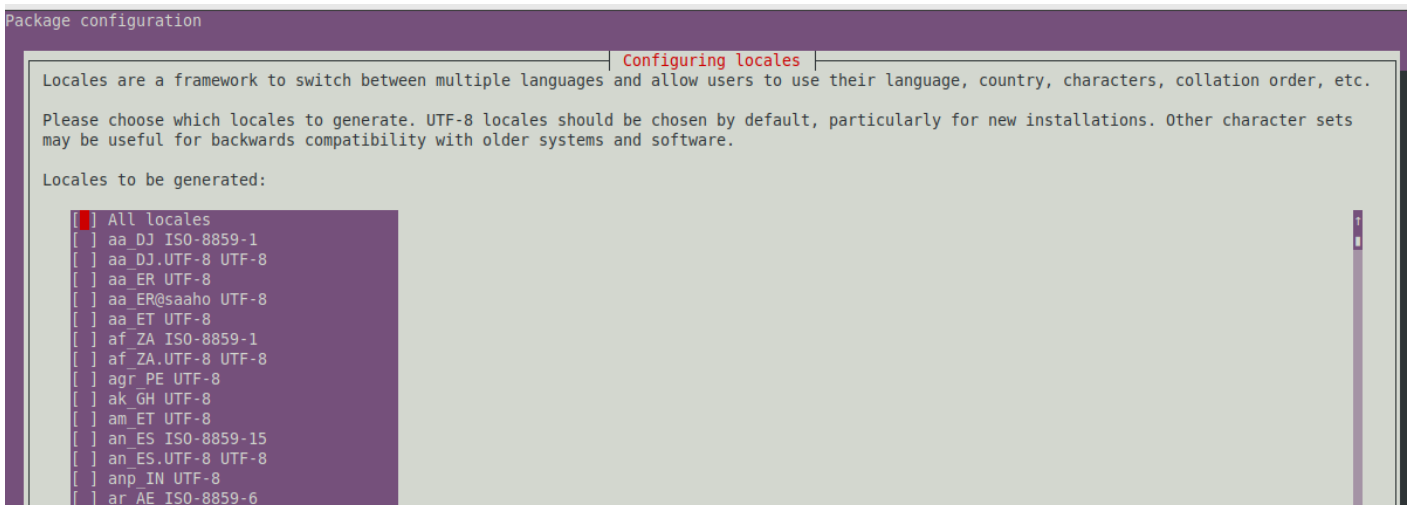 Package configuration
Configuring locales
Locales are a framework to switch between multiple languages and allow users to use their language, country, characters, collation order, etc.
Please choose which locales to generate. UTF-8 locales should be chosen by default, particularly for new installations. Other character sets
may be useful for backwards compatibility with older systems and software.
Locales to be generated:
[ ] All locales
[ ] aa_DJ ISO-8859-1
[ ] aa_DJ.UTF-8 UTF-8
[ ] aa_ER UTF-8
[ ] aa_ER@saaho UTF-8
[ ] aa_ET UTF-8
[ ] af_ZA ISO-8859-1
[ ] af_ZA.UTF-8 UTF-8
[ ] agr_PE UTF-8
[ ] ak_GH UTF-8
[ ] am_ET UTF-8
[ ] an_ES ISO-8859-15
[ ] an_ES.UTF-8 UTF-8
[ ] anp_IN UTF-8
[ ] ar_AE ISO-8859-6